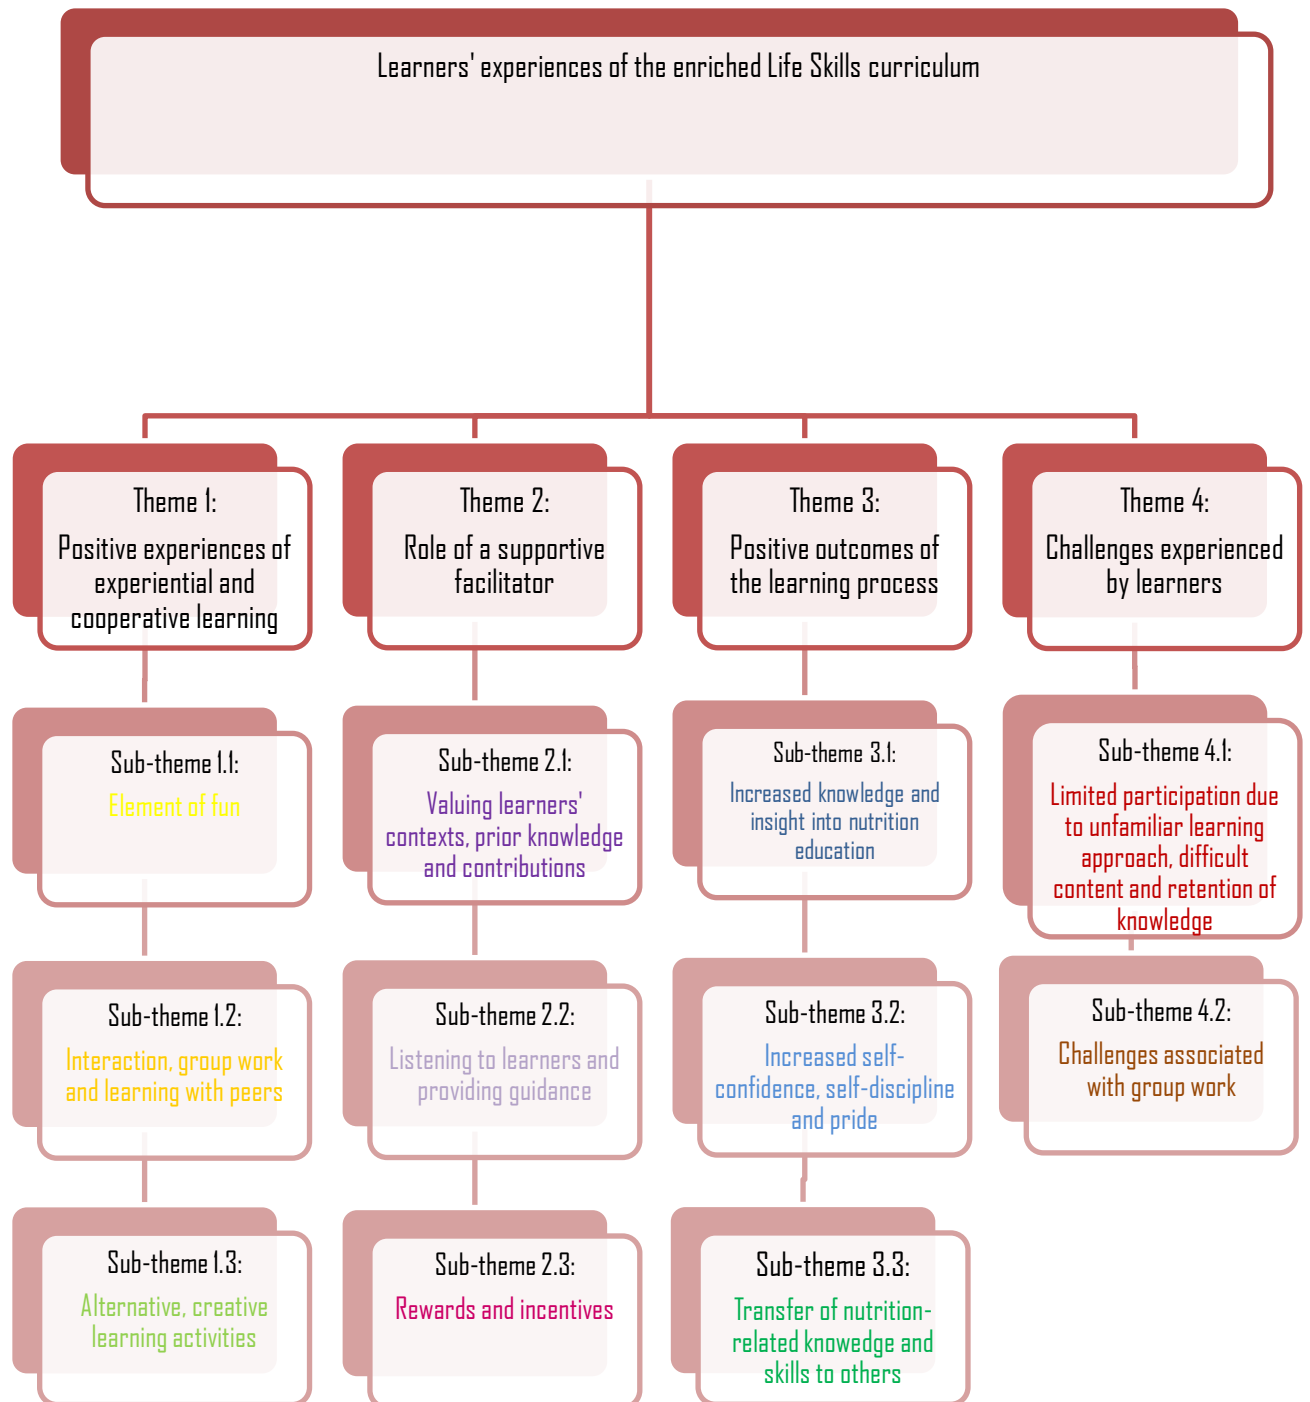 Learners' experiences of the enriched Life Skills curriculum
Theme 1:
Positive experiences of
experiential and
cooperative learning
Sub-theme 1.1:
Element of fun
Sub-theme 1.2:
Interaction, group work
and learning with peers
Sub-theme 1.3:
Alternative, creative
learning activities
Theme 2:
Role of a supportive
facilitator
Sub-theme 2.1:
Valuing learners'
contexts, prior knowledge
and contributions
Sub-theme 2.2:
Listening to learners and
providing guidance
Sub-theme 2.3:
Rewards and incentives
Theme 3:
Positive outcomes of
the learning process
Sub-theme 3.1:
Increased knowledge and
insight into nutrition
education
Sub-theme 3.2:
Increased self-
confidence, self-discipline
and pride
Sub-theme 3.3:
Transfer of nutrition-
related knowedge and
skills to others
Theme 4:
Challenges experienced
by learners
Sub-theme 4.1:
Limited participation due
to unfamiliar learning
approach, difficult
content and retention of
knowledge
Sub-theme 4.2:
Challenges associated
with group work